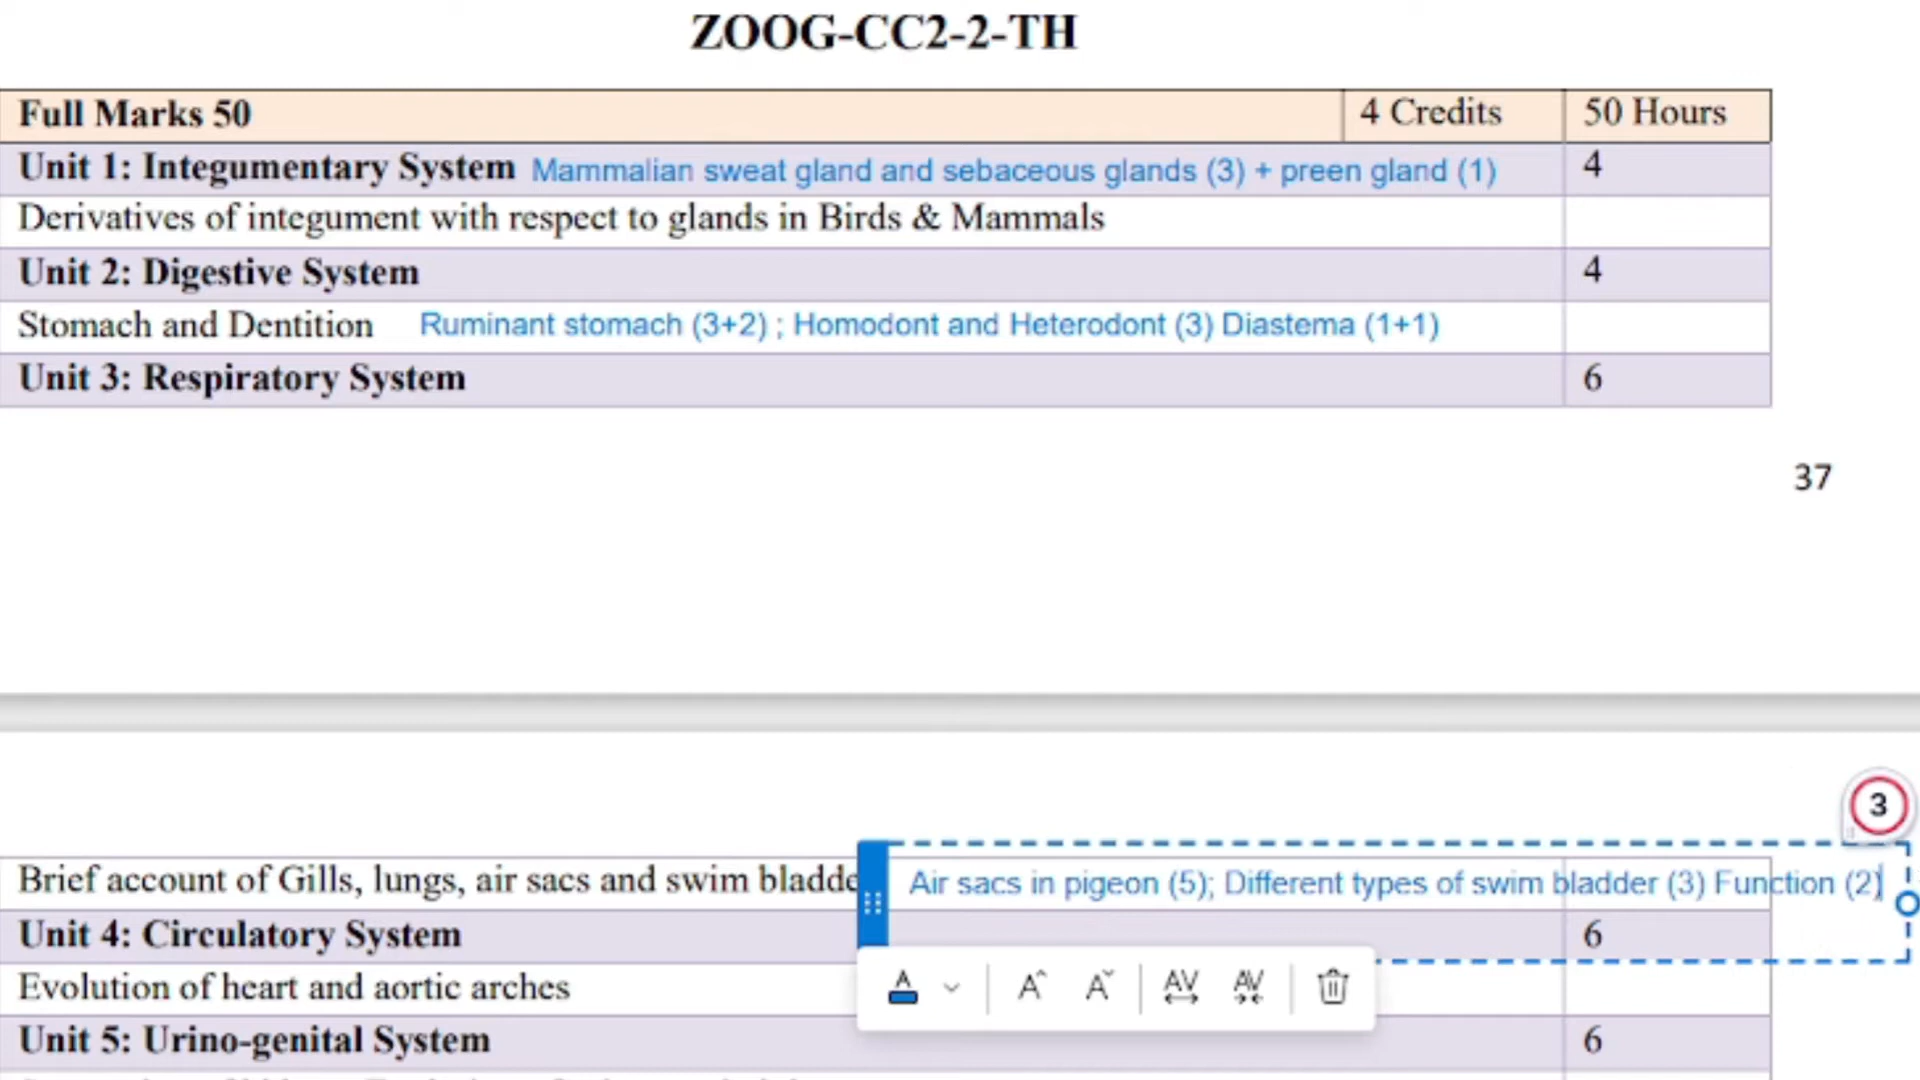 ZOOG-CC2-2-TH
Full Marks 50 4 Credits 50 Hours
Unit 1: Integumentary System Mammalian sweat gland and sebaceous glands (3) + preen gland (1) 4
Derivatives of integument with respect to glands in Birds & Mammals
Unit 2: Digestive System 4
Stomach and Dentition Ruminant stomach (3+2) ; Homodont and Heterodont (3) Diastema (1+1)
Unit 3: Respiratory System 6
37
3
Brief account of Gills, lungs, air sacs and swim bladde Air sacs in pigeon (5); Different types of swim bladder (3) Function (2)
Unit 4: Circulatory System 6
Evolution of heart and aortic arches
Unit 5: Urino-genital System 6